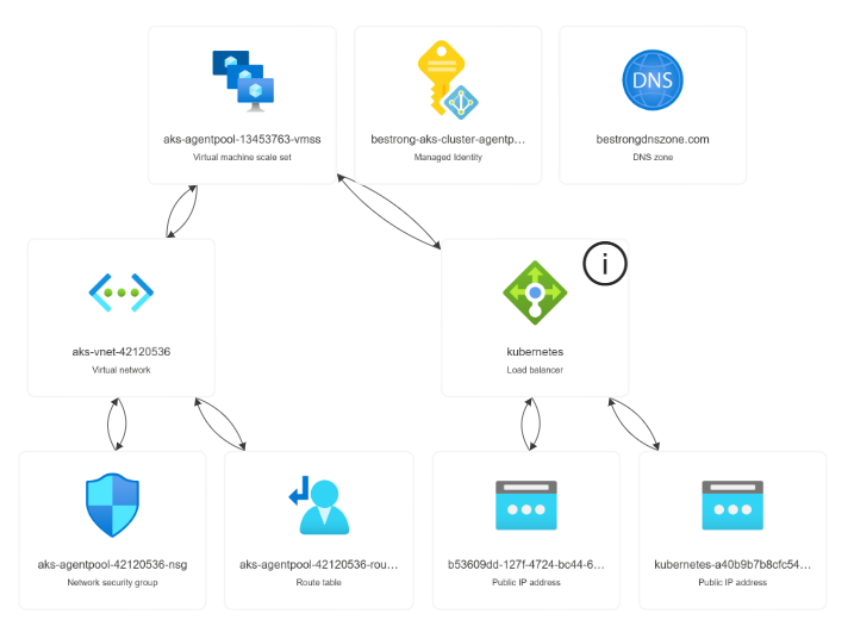 DNS
aks-agentpool-13453763-vmss
Virtual machine scale set
bestrong-aks-cluster-agentp...
Managed Identity
bestrongdnszone.com
DNS zone
i
aks-vnet-42120536
Virtual network
kubernetes
Load balancer
aks-agentpool-42120536-nsg
Network security group
aks-agentpool-42120536-rou...
Route table
b53609dd-127f-4724-bc44-6...
Public IP address
kubernetes-a40b9b7b8cfc54...
Public IP address